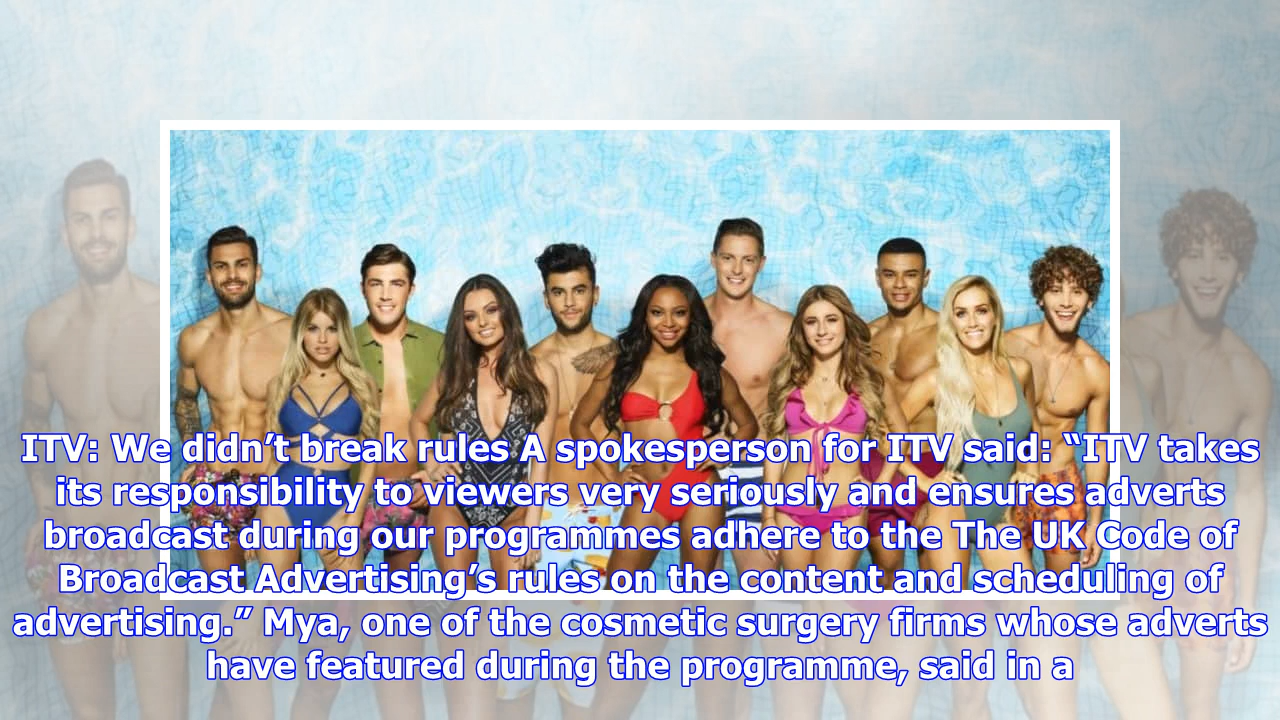 ITV: We didn’t break rules A spokesperson for ITV said: “ITV takes
its responsibility to viewers very seriously and ensures adverts
broadcast during our programmes adhere to the The UK Code of
Broadcast Advertising’s rules on the content and scheduling of
advertising.” Mya, one of the cosmetic surgery firms whose adverts
have featured during the programme, said in a